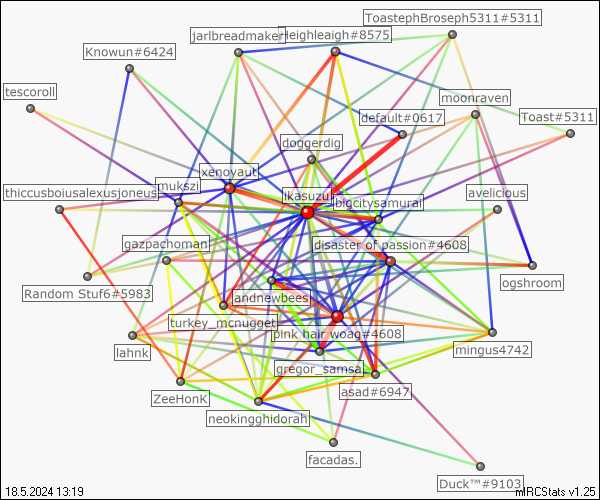 ToastephBroseph5311#5311
jarlbreadmaker
Heighleaigh#8575
Knowun#6424
tescoroll
moonraven
default#0617
Toast#5311
doggerdig
xenoyaut
mukszi
thiccusboiusalexusjoneus
lkasuzu
bigcitysamurai
avelicious
gazpachoman
disaster of passion#4608
Random Stuf6#5983
andnewbees
ogshroom
turkey_mcnugget
pink hair woag#4608
lahnk
gregor_samsa
mingus4742
ZeeHonK
asad#6947
neokingghidorah
facadas.
Duck™#9103
18.5.2024 13:19
mIRCStats v1.25